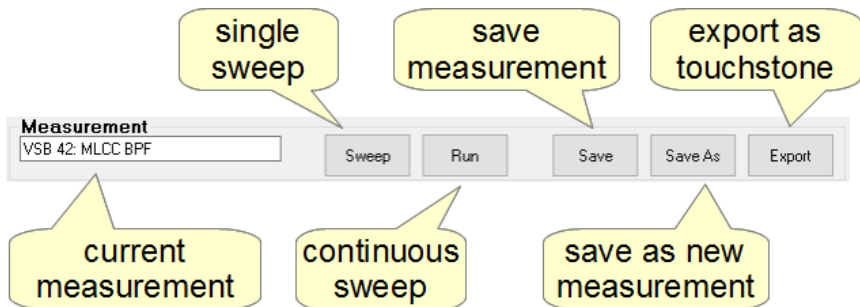 single
sweep
save
measurement
export as
touchstone
Measurement
VSB 42: MLCC BPF
Sweep
Run
Save
Save As
Export
current
measurement
continuous
sweep
save as new
measurement